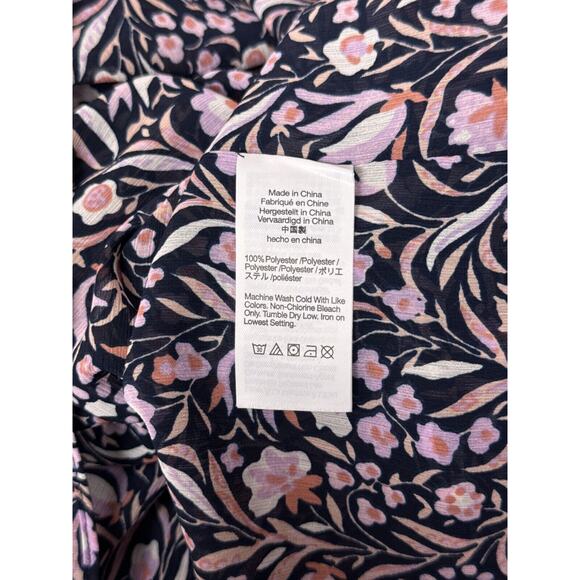 Made in China
Fabriqué en Chine
Hergestellt in China
Vervaardigd in China
中国製
hecho en china
100% Polyester /Polyester /
Polyester /Polyester / ポリエ
ステル /poliéster
Machine Wash Cold With Like
Colors. Non-Chlorine Bleach
Only. Tumble Dry Low. Iron on
Lowest Setting.